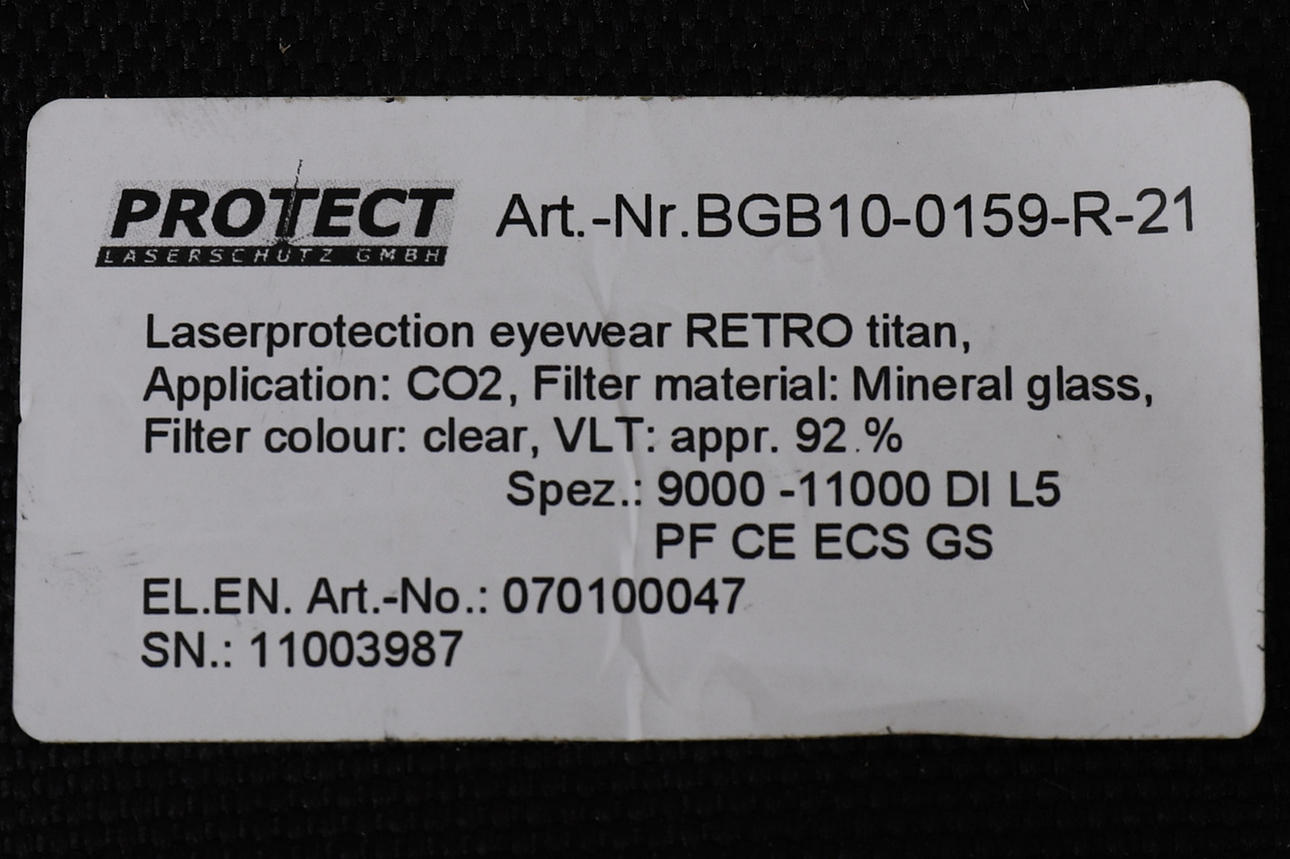 PROTECT Art.-Nr.BGB10-0159-R-21
LASERSCHUTZ GMBH
Laserprotection eyewear RETRO titan,
Application: CO2, Filter material: Mineral glass,
Filter colour: clear, VLT: appr. 92.%
Spez.: 9000 -11000 DI L5
PF CE ECS GS
EL.EN. Art.-No.: 070100047
SN.: 11003987